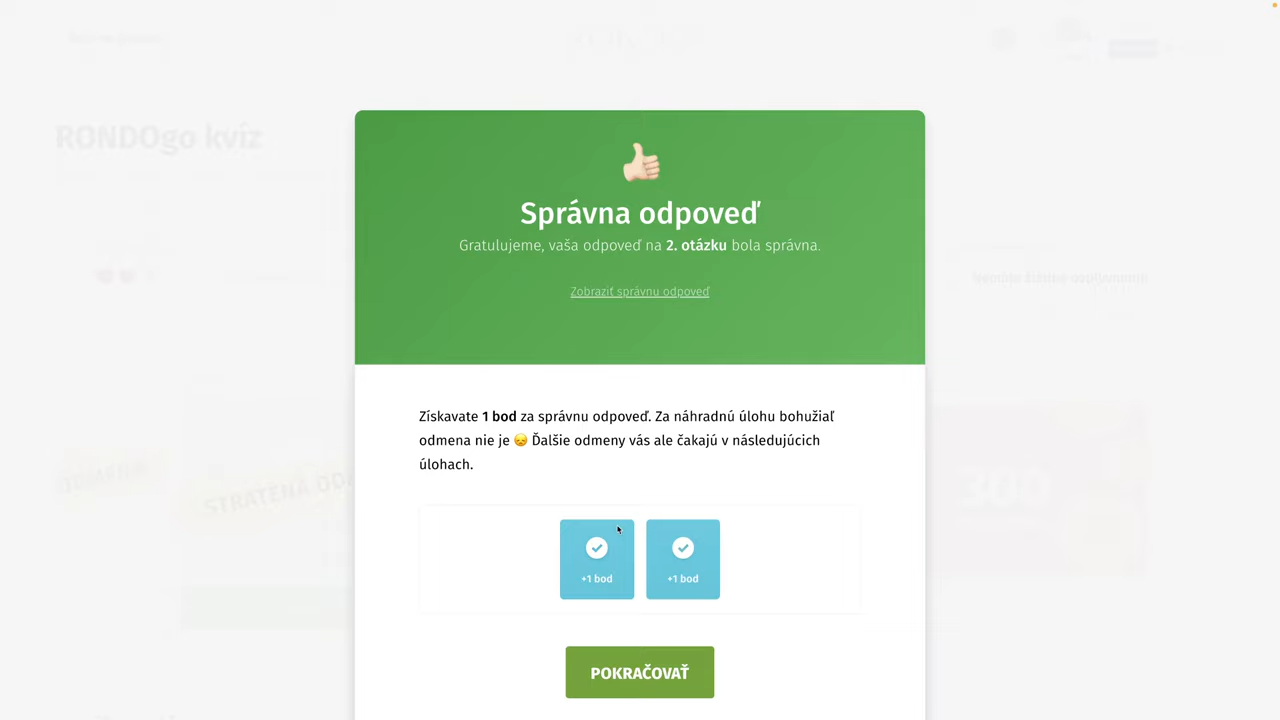 RONDOgo kvíz
Správna odpoveď
Gratulujeme, vaša odpoveď na 2. otázku bola správna.
Zobraziť správnu odpoveď
STRATENÁ
Získavate 1 bod za správnu odpoveď. Za náhradnú úlohu bohužiaľ
odmena nie je 😞 Ďalšie odmeny vás ale čakajú v následujúcich
úlohach.
+1 bod
+1 bod
POKRAČOVAŤ